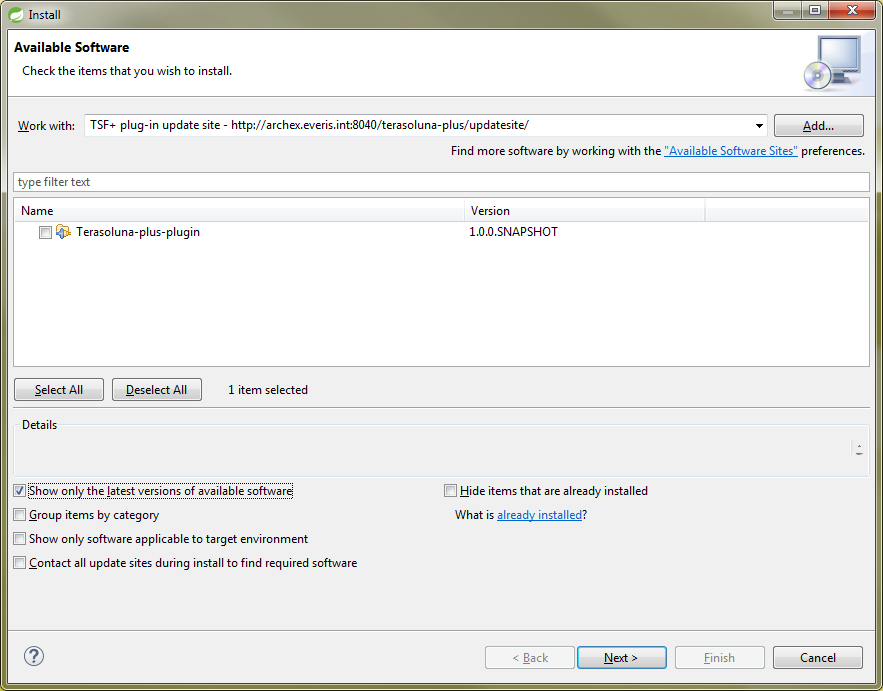 Install
Available Software
Check the items that you wish to install.
Work with: TSF+ plug-in update site - http://archex.everis.int:8040/terasoluna-plus/updatesite/ Add...
Find more software by working with the "Available Software Sites" preferences.
type filter text
Name Version
Terasoluna-plus-plugin 1.0.0.SNAPSHOT
Select All Deselect All 1 item selected
Details
Show only the latest versions of available software Hide items that are already installed
Group items by category What is already installed?
Show only software applicable to target environment
Contact all update sites during install to find required software
? < Back Next > Finish Cancel